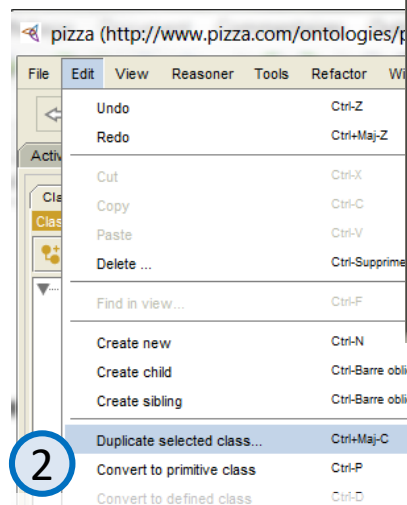 pizza (http://www.pizza.com/ontologies/p
File Edit View Reasoner Tools Refactor Wi
Undo Ctrl-Z
Redo Ctrl+Maj-Z
Activ
Cut Ctrl-X
Cla
Copy Ctrl-C
Clas
Paste Ctrl-V
Delete ... Ctrl-Supprime
Find in view... Ctrl-F
Create new Ctrl-N
Create child Ctrl-Barre obli
Create sibling Ctrl-Barre obli
Duplicate selected class... Ctrl+Maj-C
2
Convert to primitive class Ctrl-P
Convert to defined class Ctrl-D